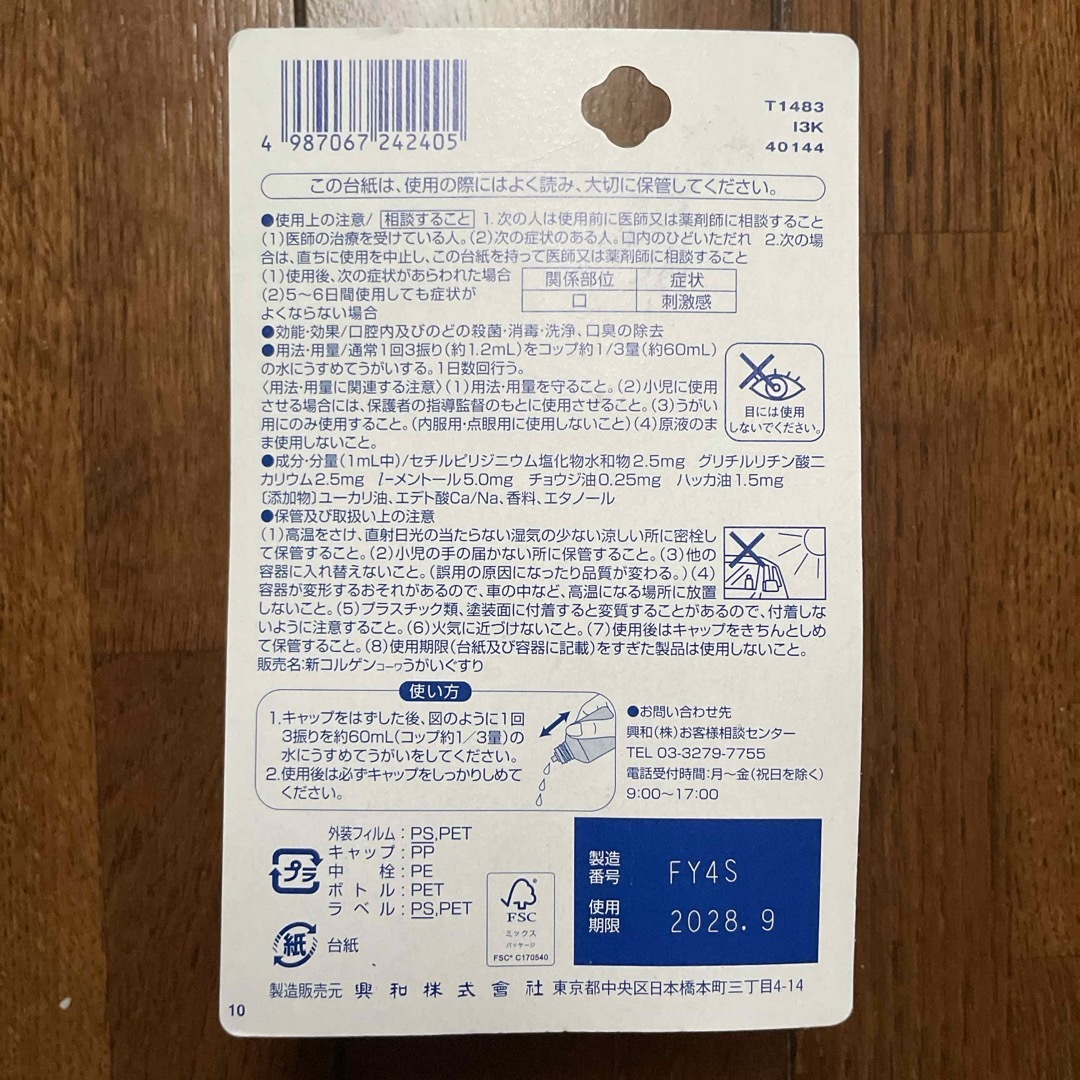 4 987067 242405
T1483
I3K
40144
この台紙は、使用の際にはよく読み、大切に保管してください。
●使用上の注意/ 相談すること 1.次の人は使用前に医師又は薬剤師に相談すること
(1)医師の治療を受けている人。(2)次の症状のある人。口内のひどいただれ 2.次の場
合は、直ちに使用を中止し、この台紙を持って医師又は薬剤師に相談すること
(1)使用後、次の症状があらわれた場合
(2)5〜6日間使用しても症状が
よくならない場合
関係部位 症状
口 刺激感
●効能・効果/口腔内及びのどの殺菌・消毒・洗浄、口臭の除去
●用法・用量/通常1回3振り(約1.2mL)をコップ約1/3量(約60mL)
の水にうすめてうがいする。1日数回行う。
〈用法・用量に関連する注意〉(1)用法・用量を守ること。(2)小児に使用
させる場合には、保護者の指導監督のもとに使用させること。(3)うがい
用にのみ使用すること。(内服用・点眼用に使用しないこと)(4)原液のま
ま使用しないこと。
目には使用
しないでください。
●成分・分量(1mL中)/セチルピリジニウム塩化物水和物2.5mg グリチルリチン酸二
カリウム2.5mg l-メントール5.0mg チョウジ油0.25mg ハッカ油1.5mg
〔添加物〕ユーカリ油、エデト酸Ca/Na、香料、エタノール
●保管及び取扱い上の注意
(1)高温をさけ、直射日光の当たらない湿気の少ない涼しい所に密栓し
て保管すること。(2)小児の手の届かない所に保管すること。(3)他の
容器に入れ替えないこと。(誤用の原因になったり品質が変わる。)(4)
容器が変形するおそれがあるので、車の中など、高温になる場所に放置
しないこと。(5)プラスチック類、塗装面に付着すると変質することがあるので、付着しな
いように注意すること。(6)火気に近づけないこと。(7)使用後はキャップをきちんとしめ
て保管すること。(8)使用期限(台紙及び容器に記載)をすぎた製品は使用しないこと。
販売名:新コルゲンコーワうがいぐすり
使い方
1.キャップをはずした後、図のように1回
3振りを約60mL(コップ約1/3量)の
水にうすめてうがいをしてください。
2.使用後は必ずキャップをしっかりしめて
ください。
●お問い合わせ先
興和(株)お客様相談センター
TEL 03-3279-7755
電話受付時間:月〜金(祝日を除く)
9:00〜17:00
プラ
外装フィルム:PS,PET
キャップ:PP
中栓:PE
ボトル:PET
ラベル:PS,PET
紙 台紙
FSC
ミックス
パッケージ
FSC® C170540
製造
番号 FY4S
使用
期限 2028.9
製造販売元 興和株式會社 東京都中央区日本橋本町三丁目4-14
10